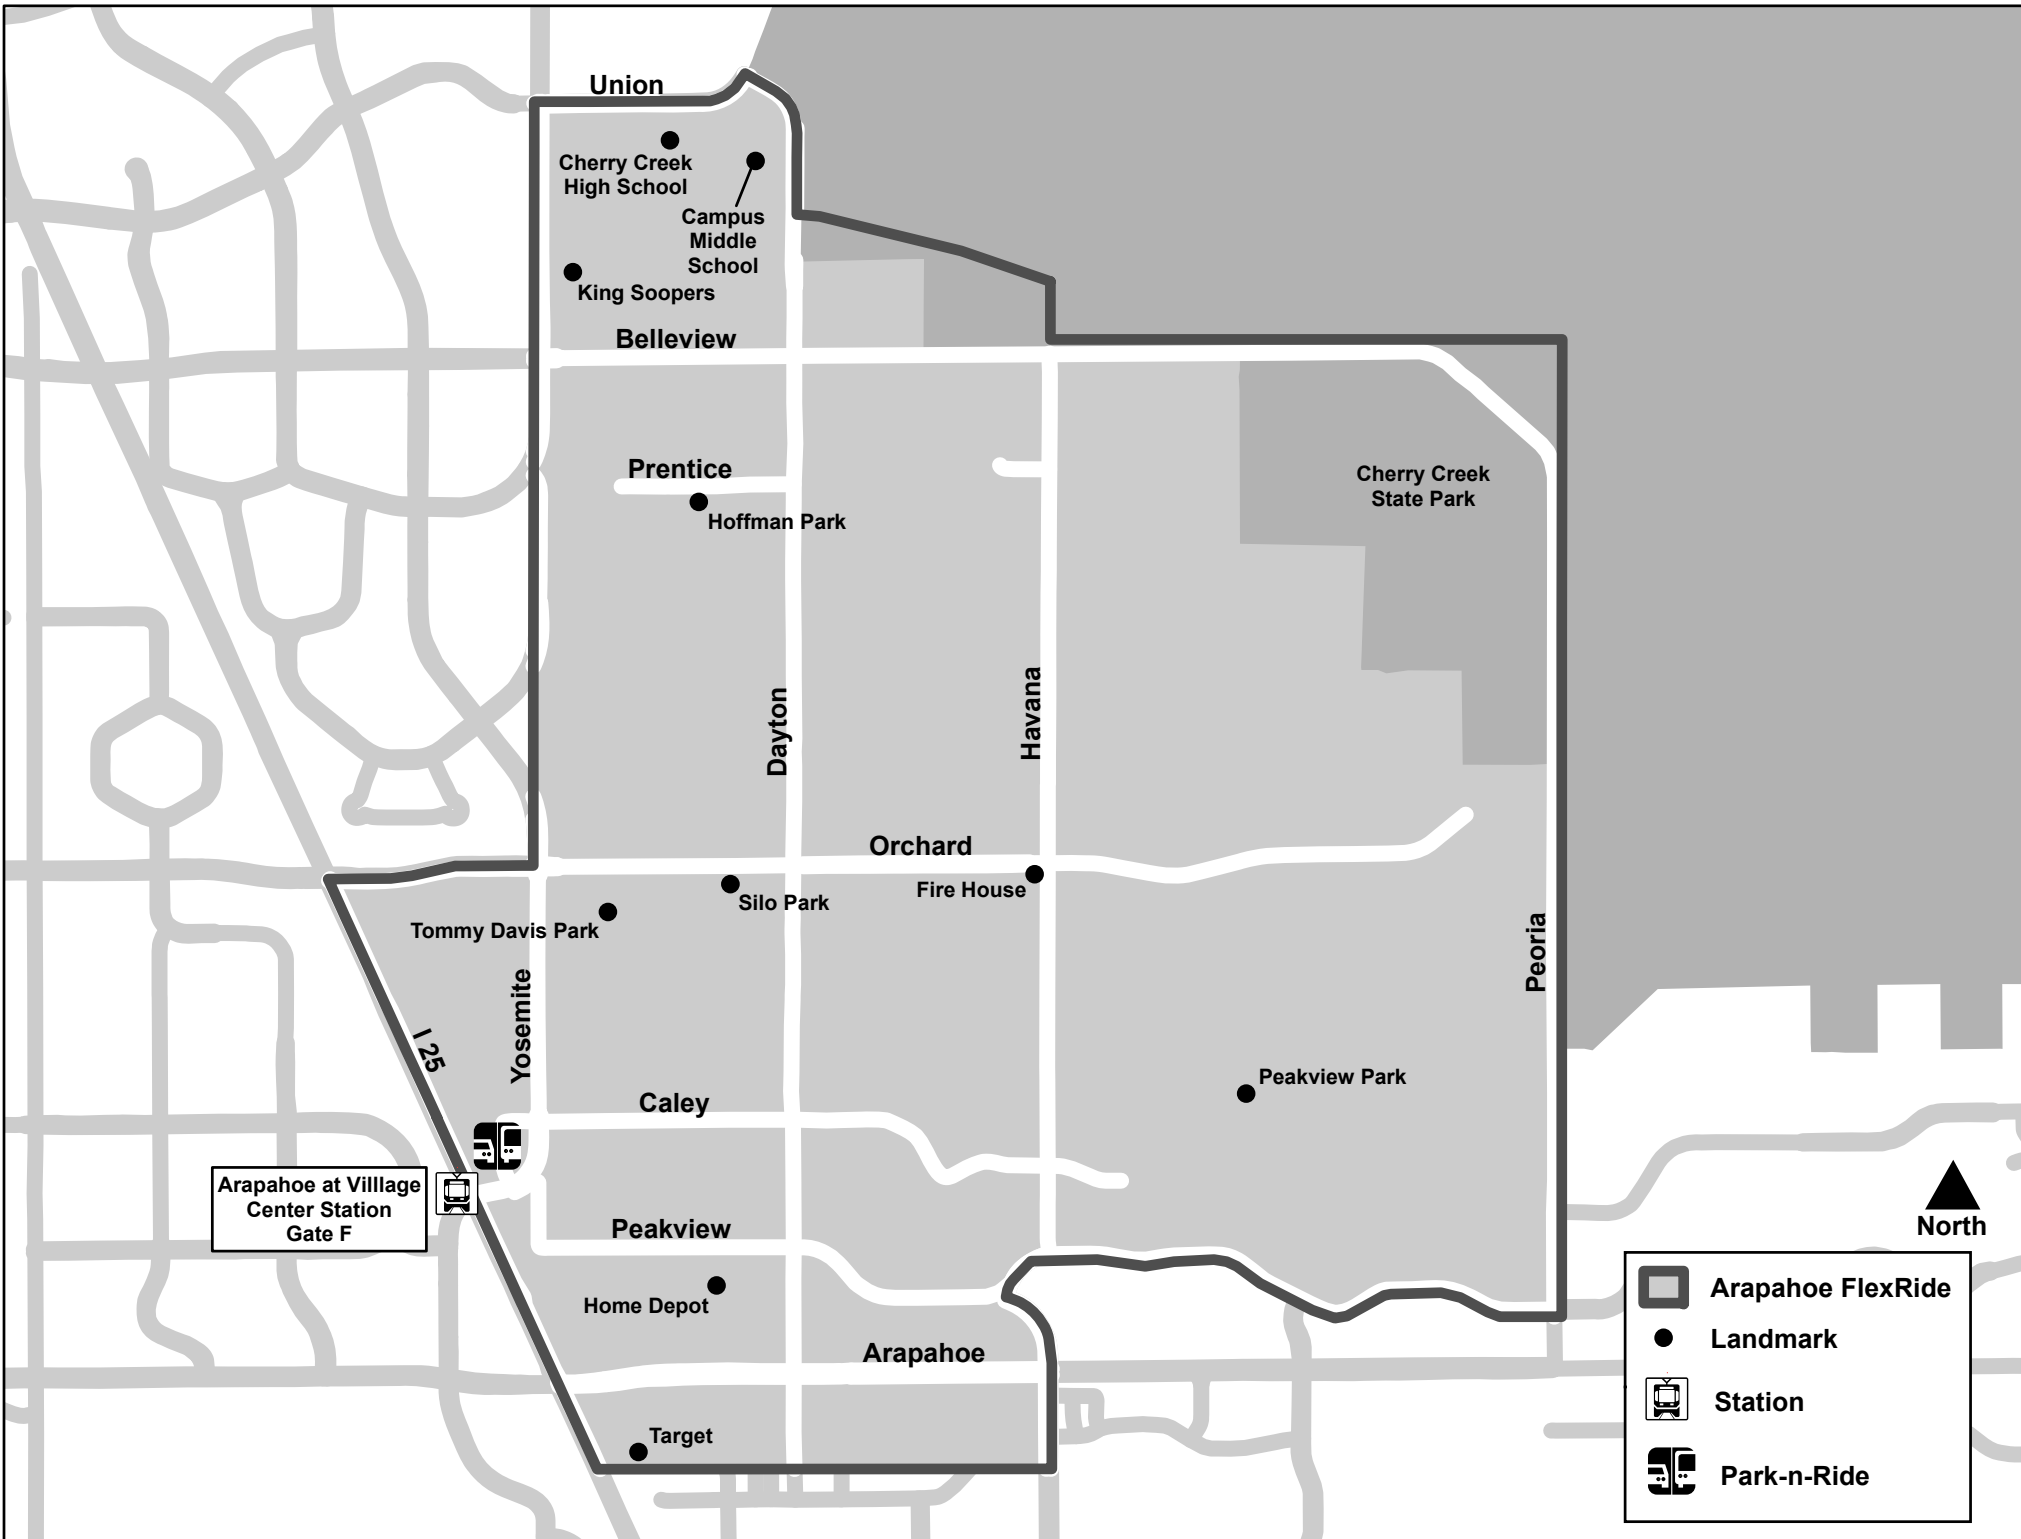 Union
Cherry Creek
High School
Campus
Middle
School
King Soopers
Belleview
Prentice
Hoffman Park
Cherry Creek
State Park
Dayton
Havana
Orchard
Fire House
Silo Park
Tommy Davis Park
Peoria
Yosemite
I 25
Peakview Park
Caley
Arapahoe at Villlage
Center Station
Gate F
Peakview
Home Depot
Arapahoe
Target
North
Arapahoe FlexRide
Landmark
Station
Park-n-Ride